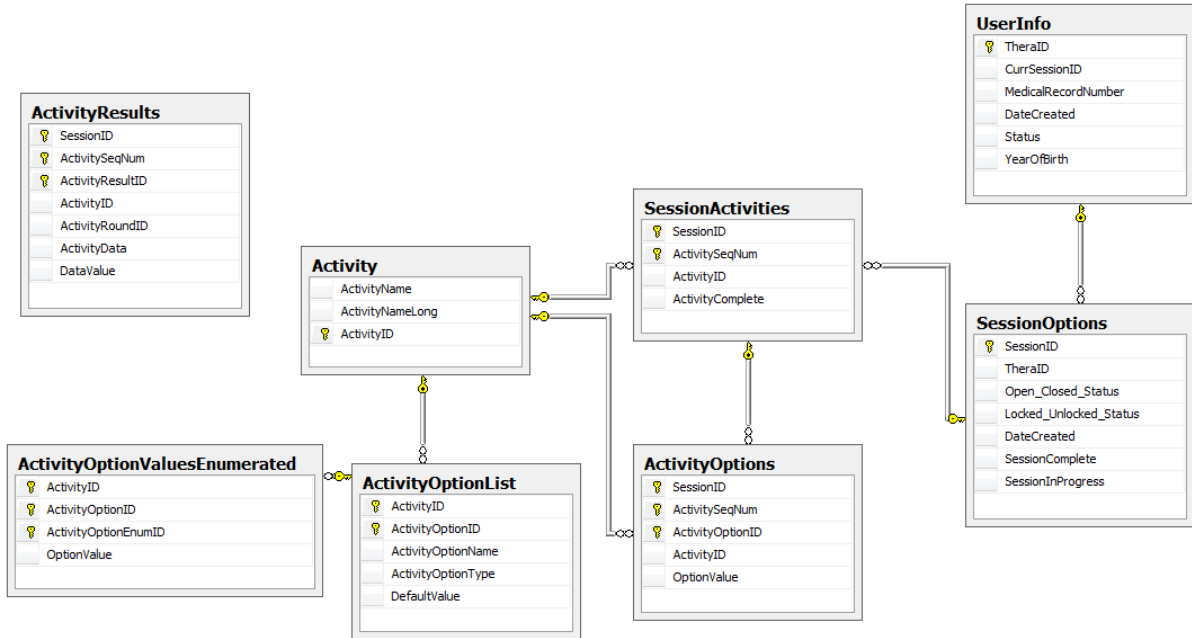 UserInfo
TheraID
CurrSessionID
MedicalRecordNumber
DateCreated
Status
YearOfBirth
ActivityResults
SessionID
ActivitySeqNum
ActivityResultID
ActivityID
ActivityRoundID
ActivityData
DataValue
SessionActivities
SessionID
ActivitySeqNum
ActivityID
ActivityComplete
Activity
ActivityName
ActivityNameLong
ActivityID
SessionOptions
SessionID
TheraID
Open_Closed_Status
Locked_Unlocked_Status
DateCreated
SessionComplete
SessionInProgress
ActivityOptionValuesEnumerated
ActivityID
ActivityOptionID
ActivityOptionEnumID
OptionValue
ActivityOptionList
ActivityID
ActivityOptionID
ActivityOptionName
ActivityOptionType
DefaultValue
ActivityOptions
SessionID
ActivitySeqNum
ActivityOptionID
ActivityID
OptionValue